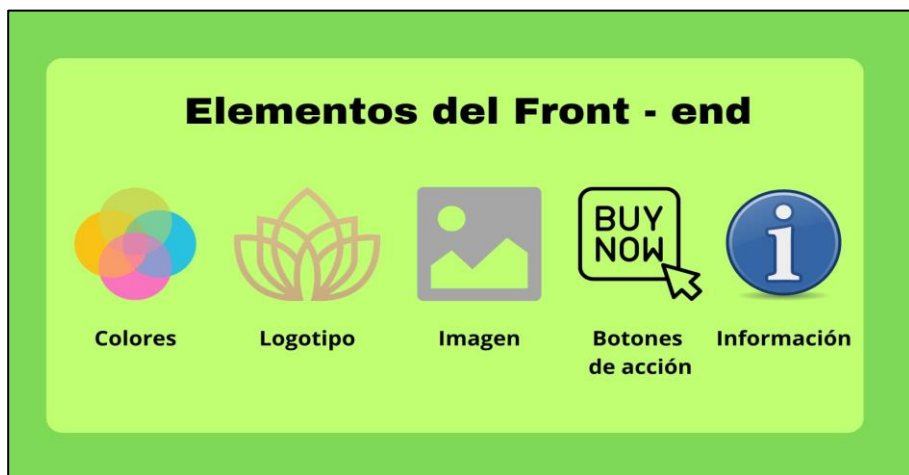 Elementos del Front - end
BUY
NOW
i
Colores
Logotipo
Imagen
Botones
de acción
Información